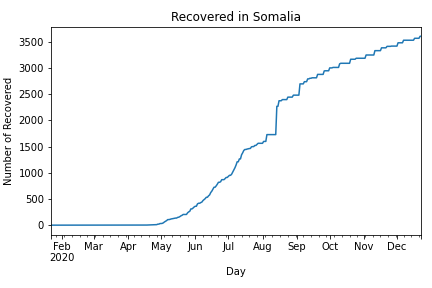 Recovered in Somalia
Number of Recovered
3500
3000
2500
2000
1500
1000
500
0
Feb Mar Apr May Jun Jul Aug Sep Oct Nov Dec
2020
Day